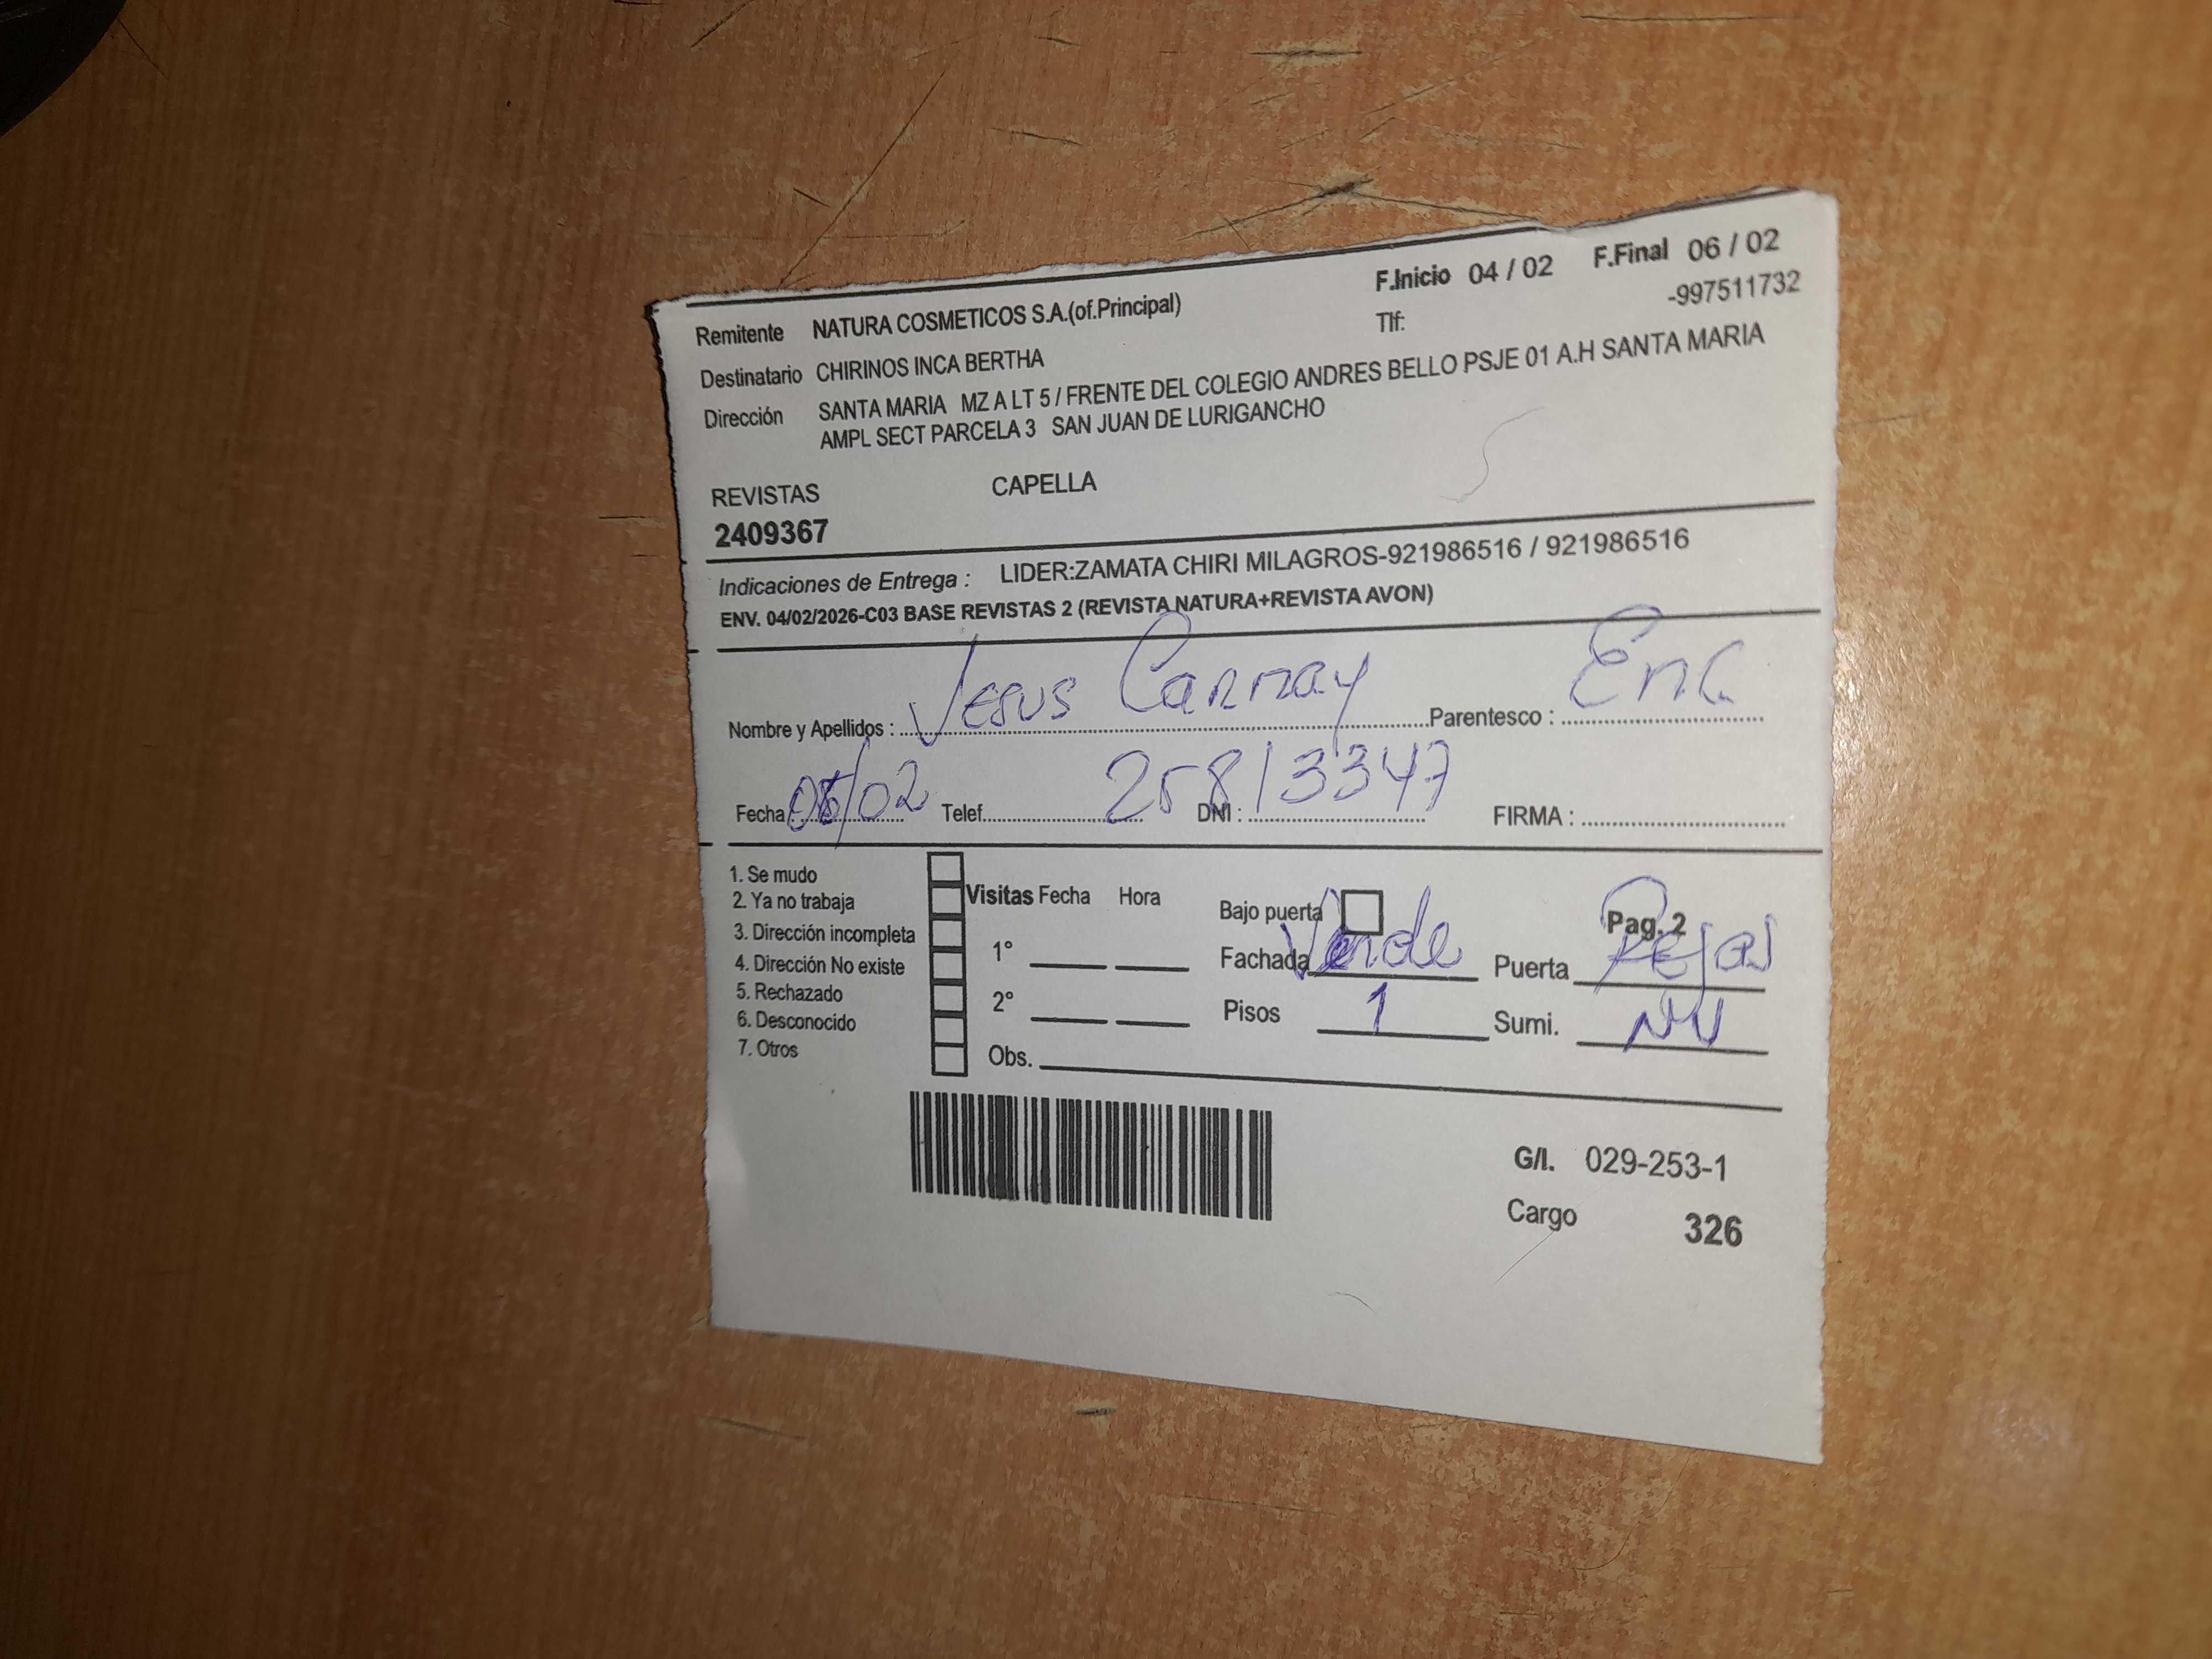 F.Inicio 04 / 02 F.Final 06 / 02
Remitente NATURA COSMETICOS S.A.(of.Principal) Tlf: -997511732
Destinatario CHIRINOS INCA BERTHA
Dirección SANTA MARIA MZ A LT 5 / FRENTE DEL COLEGIO ANDRES BELLO PSJE 01 A.H SANTA MARIA
AMPL SECT PARCELA 3 SAN JUAN DE LURIGANCHO
REVISTAS CAPELLA
2409367
Indicaciones de Entrega : LIDER:ZAMATA CHIRI MILAGROS-921986516 / 921986516
ENV. 04/02/2026-C03 BASE REVISTAS 2 (REVISTA NATURA+REVISTA AVON)
Nombre y Apellidos : Jesus Parentesco : Enc
Fecha : /02 Telef. DNI : 25813347 FIRMA :
1. Se mudo
2. Ya no trabaja
3. Dirección incompleta
4. Dirección No existe
5. Rechazado
6. Desconocido
7. Otros
Visitas Fecha Hora
1°
2°
Obs.
Bajo puerta Pag. 2
Fachada Verde Puerta Rejas
Pisos 1 Sumi. NV
G/I. 029-253-1
Cargo 326